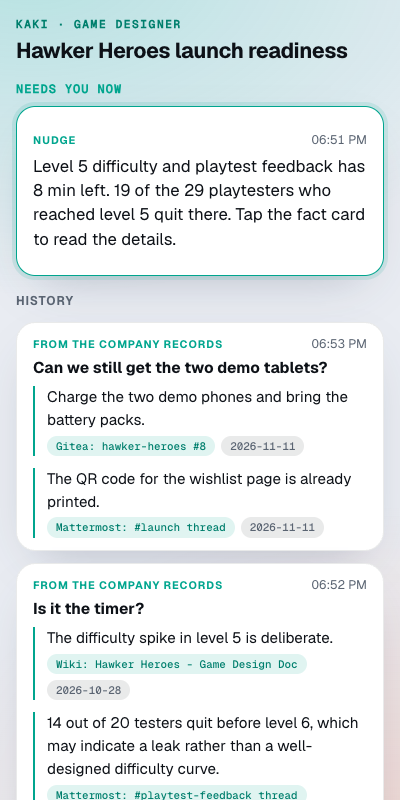 KAKI · GAME DESIGNER
Hawker Heroes launch readiness
NEEDS YOU NOW
NUDGE
06:51 PM
Level 5 difficulty and playtest feedback has
8 min left. 19 of the 29 playtesters who
reached level 5 quit there. Tap the fact card
to read the details.
HISTORY
FROM THE COMPANY RECORDS
06:53 PM
Can we still get the two demo tablets?
Charge the two demo phones and bring the
battery packs.
Gitea: hawker-heroes #8
2026-11-11
The QR code for the wishlist page is already
printed.
Mattermost: #launch thread
2026-11-11
FROM THE COMPANY RECORDS
06:52 PM
Is it the timer?
The difficulty spike in level 5 is deliberate.
Wiki: Hawker Heroes - Game Design Doc
2026-10-28
14 out of 20 testers quit before level 6, which
may indicate a leak rather than a well-
designed difficulty curve.
Mattermost: #playtest-feedback thread